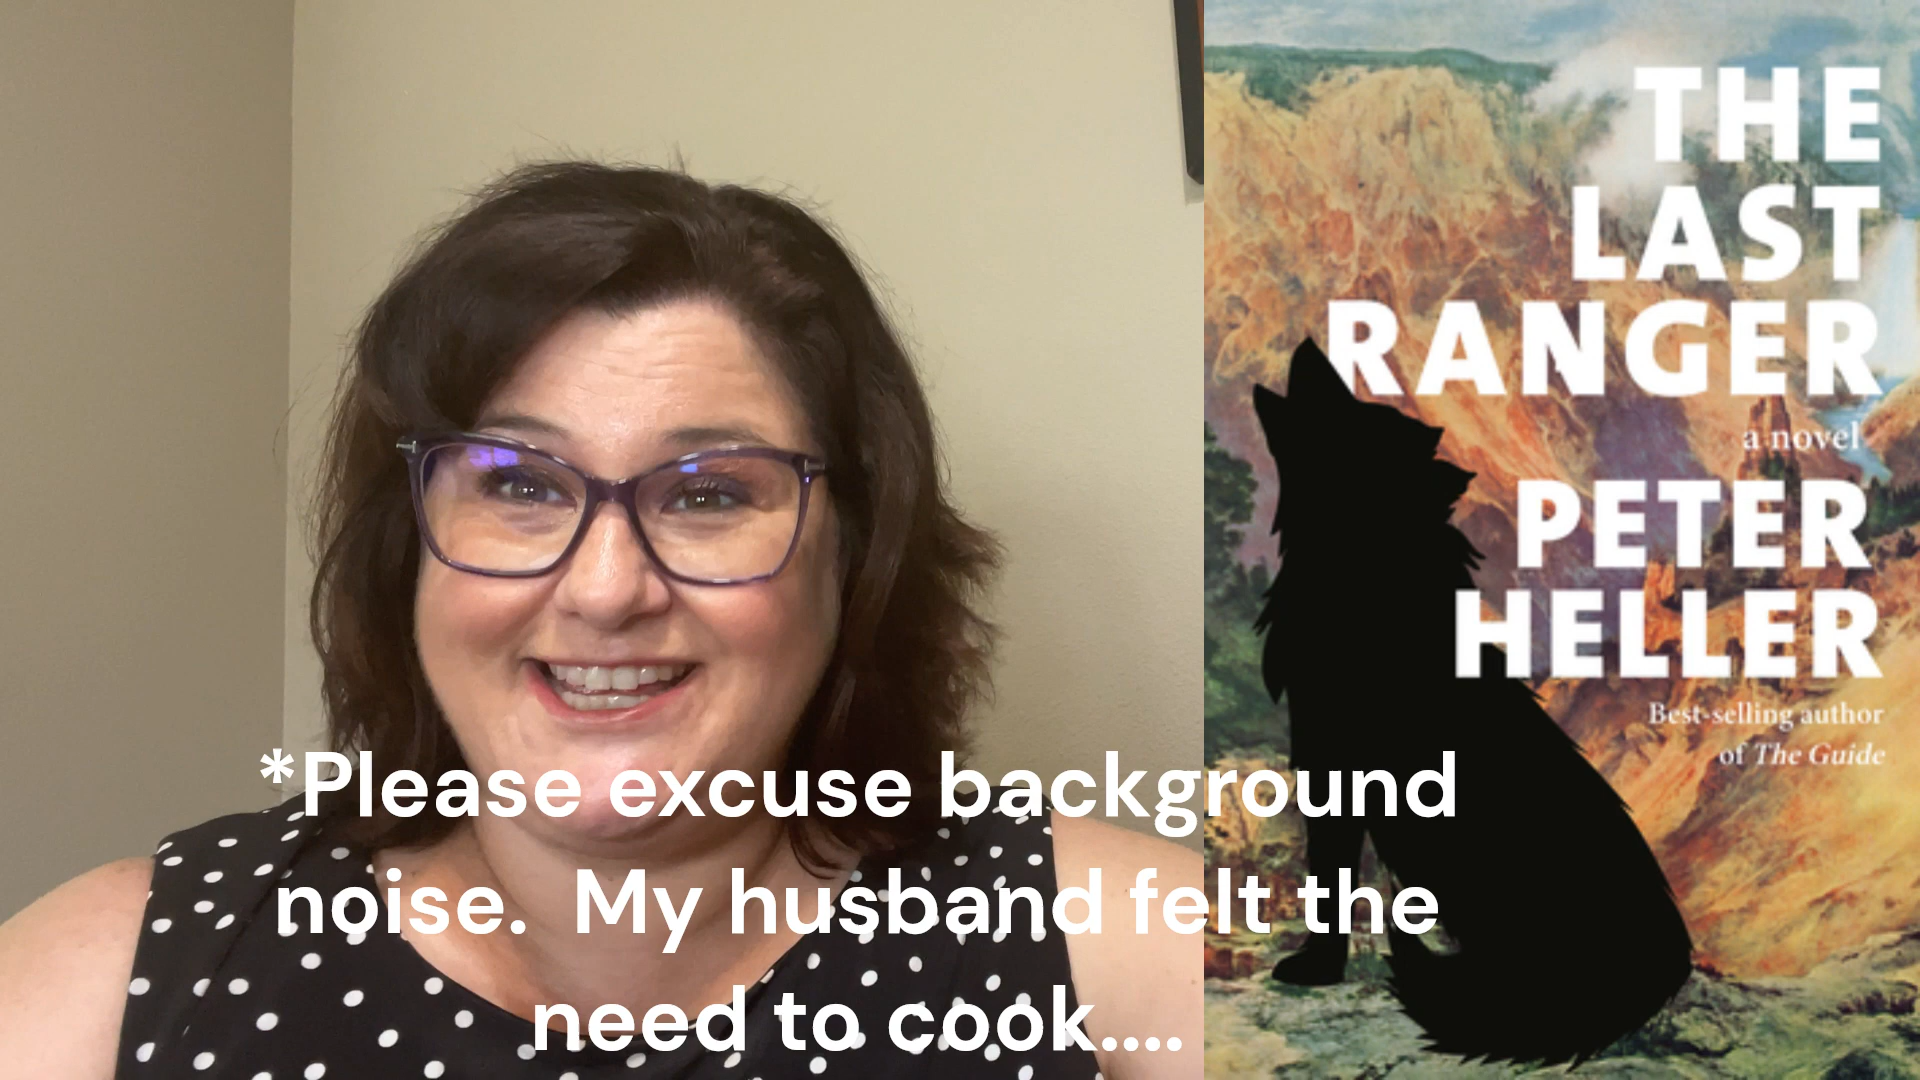 THE
LAST
RANGER
a novel
PETER
HELLER
Best-selling author
of The Guide
*Please excuse background
noise. My husband felt the
need to cook....